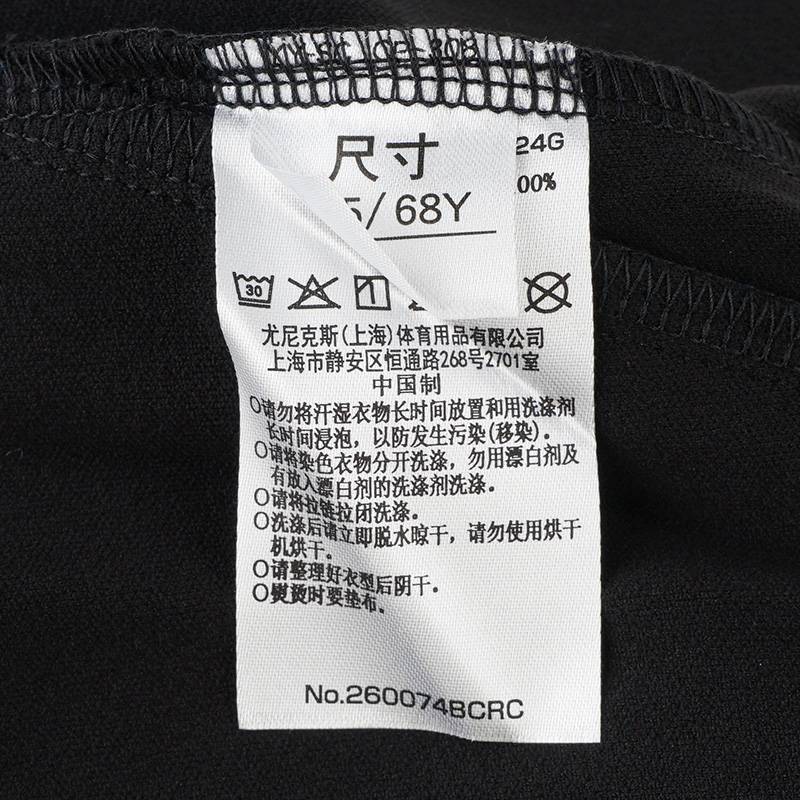 尺寸
24G
5/68Y
00%
30
尤尼克斯(上海)体育用品有限公司
上海市静安区恒通路268号2701室
中国制
○请勿将汗湿衣物长时间放置和用洗涤剂
长时间浸泡，以防发生污染(移染)。
○请将染色衣物分开洗涤，勿用漂白剂及
有放入漂白剂的洗涤剂洗涤。
○请将拉链拉闭洗涤。
○洗涤后请立即脱水晾干，请勿使用烘干
机烘干。
○请整理好衣型后阴干。
○熨烫时要垫布。
No.260074BCRC